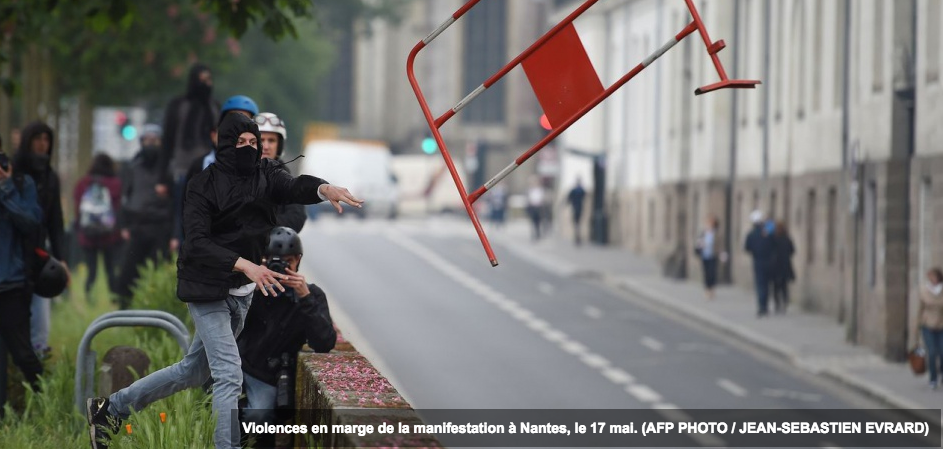 Violences en marge de la manifestation à Nantes, le 17 mai. (AFP PHOTO / JEAN-SEBASTIEN EVRARD)